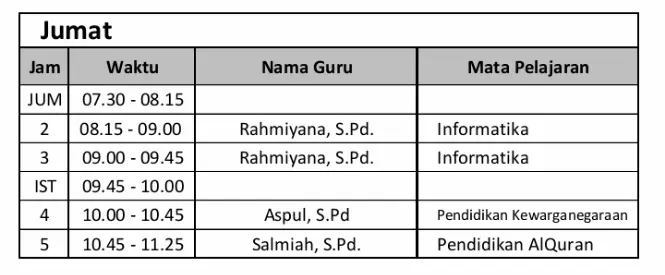 Jumat
Jam Waktu Nama Guru Mata Pelajaran
JUM 07.30 - 08.15
2 08.15 - 09.00 Rahmiyana, S.Pd. Informatika
3 09.00 - 09.45 Rahmiyana, S.Pd. Informatika
IST 09.45 - 10.00
4 10.00 - 10.45 Aspul, S.Pd Pendidikan Kewarganegaraan
5 10.45 - 11.25 Salmiah, S.Pd. Pendidikan AlQuran